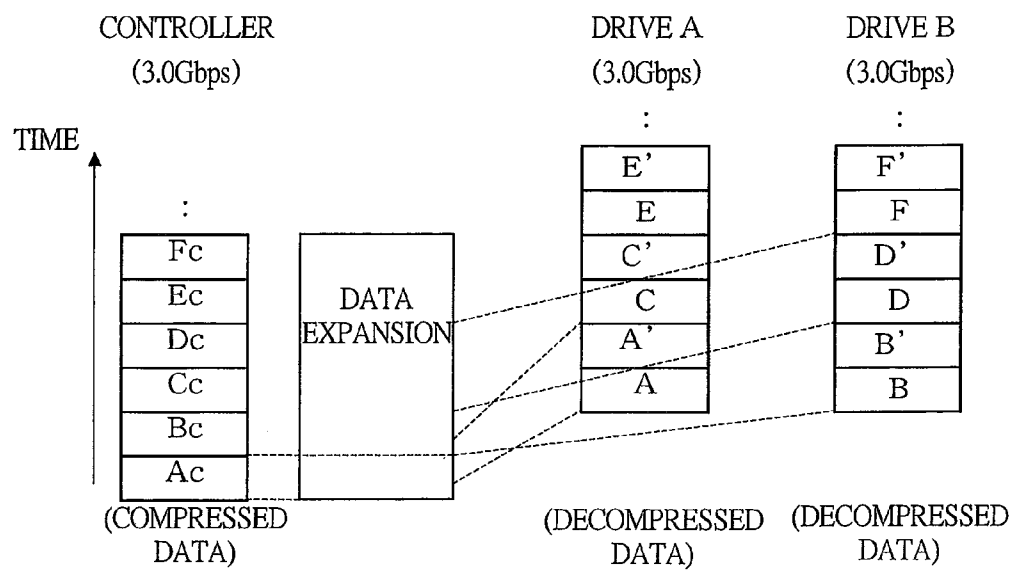 CONTROLLER
(3.0Gbps)
DRIVE A
(3.0Gbps)
DRIVE B
(3.0Gbps)
TIME
:
Fc
Ec
Dc
Cc
Bc
Ac
(COMPRESSED
DATA)
DATA
EXPANSION
:
E’
E
C’
C
A’
A
(DECOMPRESSED
DATA)
:
F’
F
D’
D
B’
B
(DECOMPRESSED
DATA)